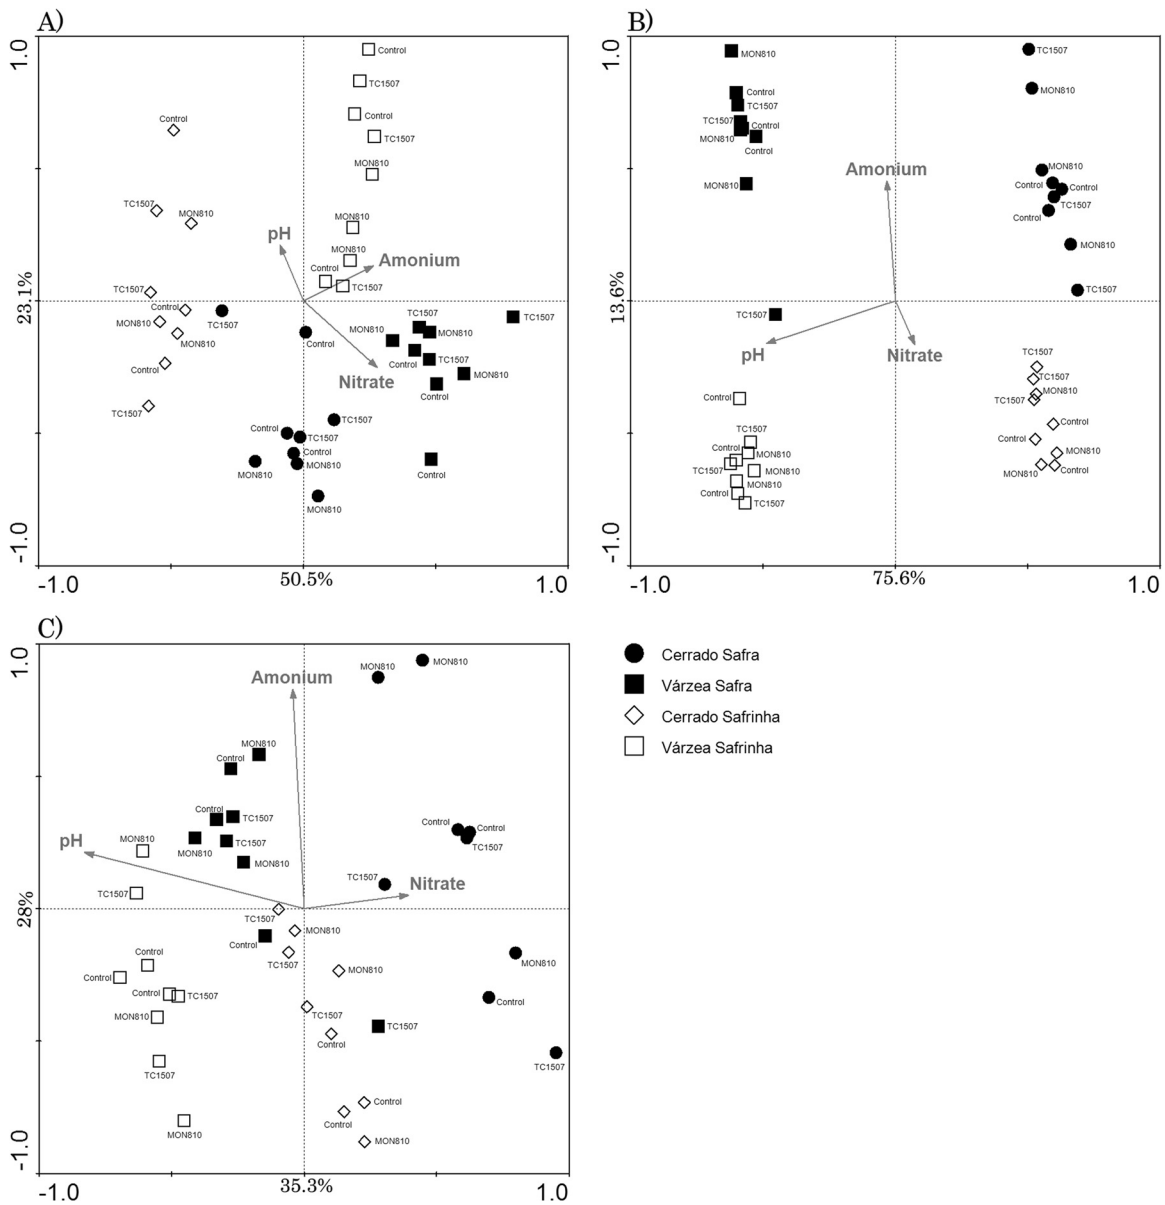 A)
1.0
Control
TC1507
Control
Control
TC1507
MON810
TC1507
MON810
MON810
pH
MON810
Amonium
Control
TC1507
TC1507
23.1%
Control
TC1507
TC1507
TC1507
MON810
Control
MON810
MON810
MON810
Control
TC1507
Control
Nitrate
MON810
Control
TC1507
TC1507
Control
TC1507
Control
MON810
MON810
Control
MON810
-1.0
-1.0
50.5%
1.0
B)
1.0
MON810
TC1507
Control
MON810
TC1507
TC1507
Control
MON810
Control
Amonium
MON810
MON810
Control
Control
TC1507
Control
MON810
TC1507
13.6%
TC1507
pH
Nitrate
TC1507
TC1507
MON810
TC1507
Control
Control
TC1507
Control
MON810
MON810
TC1507
MON810
MON810
Control
MON810
Control
TC1507
-1.0
-1.0
75.6%
1.0
C)
1.0
MON810
MON810
Amonium
MON810
Control
Control
TC1507
Control
Control
pH
MON810
TC1507
TC1507
MON810
MON810
TC1507
Nitrate
TC1507
28%
TC1507
MON810
Control
Control
TC1507
MON810
Control
MON810
Control
TC1507
Control
MON810
TC1507
TC1507
Control
TC1507
TC1507
Control
Control
MON810
MON810
-1.0
-1.0
35.3%
1.0
Cerrado Safra
Várzea Safra
Cerrado Safrinha
Várzea Safrinha